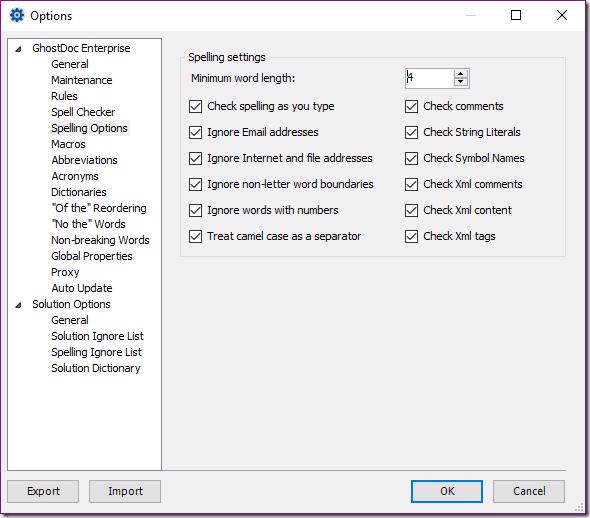 Options
GhostDoc Enterprise
General
Maintenance
Rules
Spell Checker
Spelling Options
Macros
Abbreviations
Acronyms
Dictionaries
"Of the" Reordering
"No the" Words
Non-breaking Words
Global Properties
Proxy
Auto Update
Solution Options
General
Solution Ignore List
Spelling Ignore List
Solution Dictionary
Spelling settings
Minimum word length: 4
Check spelling as you type
Check comments
Ignore Email addresses
Check String Literals
Ignore Internet and file addresses
Check Symbol Names
Ignore non-letter word boundaries
Check Xml comments
Ignore words with numbers
Check Xml content
Treat camel case as a separator
Check Xml tags
Export
Import
OK
Cancel